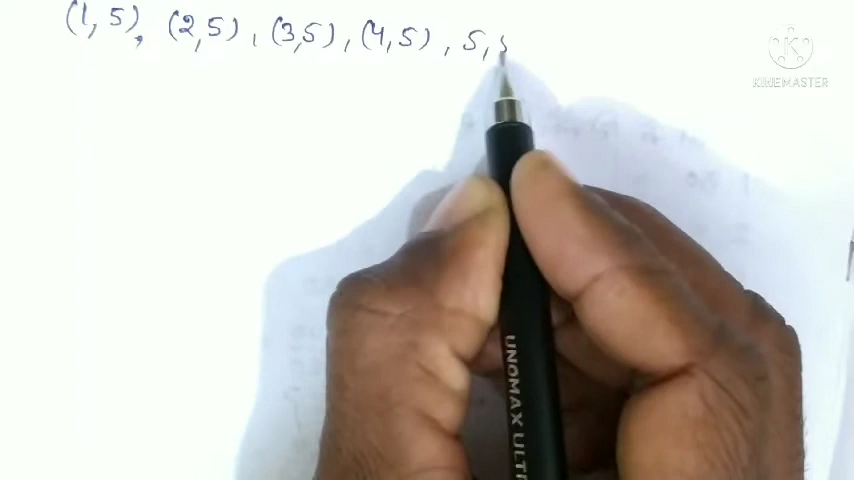 (1,5), (2,5), (3,5), (4,5), 5,
KINEMASTER
UNOMAX ULTR